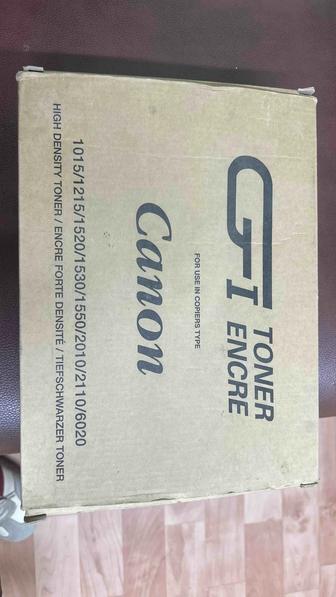 GI TONER
ENCRE
FOR USE IN COPIERS TYPE
Canon
1015/1215/1520/1530/1550/2010/2110/6020
HIGH DENSITY TONER / ENCRE FORTE DENSITÉ / TIEFSCHWARZER TONER